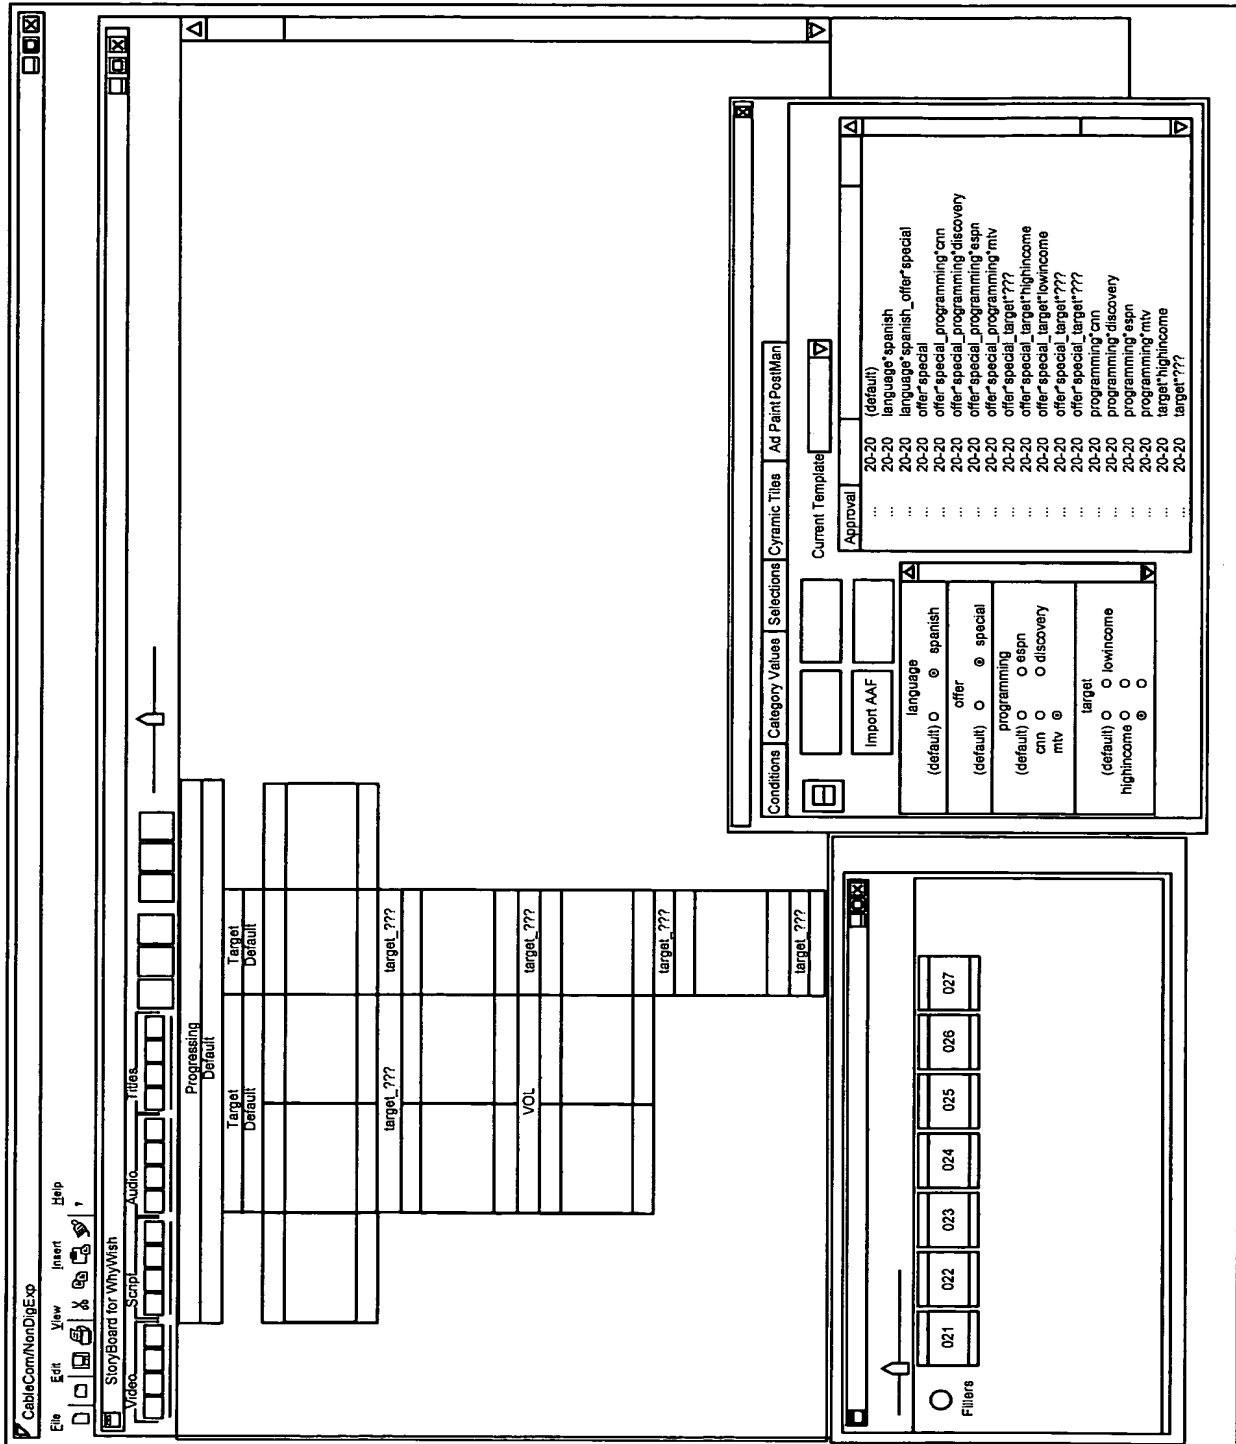 CableCom/NonDigExp
File Edit View Insert Help
?
StoryBoard for WhyWish
Video Script Audio Titles
Progressing
Default
Target Target
Default Default
target_??? target_???
VOL target_???
target_???
target_???
Fillers
021 022 023 024 025 026 027
Conditions Category Values Selections Cyramic Tiles Ad Paint PostMan
Current Template
Import AAF
language
(default) spanish
offer
(default) special
programming
(default) espn
cnn discovery
mtv
target
(default) lowincome
highincome
Approval
... 20-20 (default)
... 20-20 language*spanish
... 20-20 language*spanish_offer*special
... 20-20 offer*special
... 20-20 offer*special_programming*cnn
... 20-20 offer*special_programming*discovery
... 20-20 offer*special_programming*espn
... 20-20 offer*special_programming*mtv
... 20-20 offer*special_target*???
... 20-20 offer*special_target*highincome
... 20-20 offer*special_target*lowincome
... 20-20 offer*special_target*???
... 20-20 offer*special_target*???
... 20-20 programming*cnn
... 20-20 programming*discovery
... 20-20 programming*espn
... 20-20 programming*mtv
... 20-20 target*highincome
... 20-20 target*???